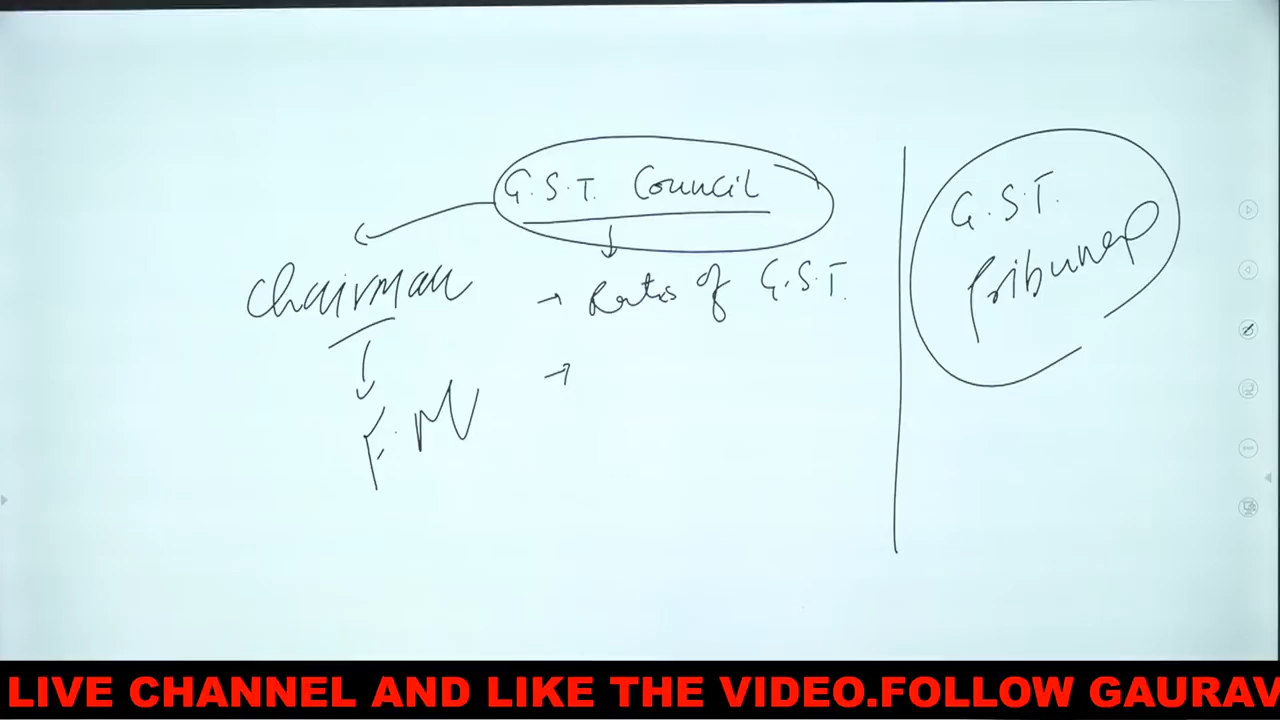 G.S.T. Council
Chairman
→ Rates of G.S.T.
→
F.M
G.S.T.
Tribunal
LIVE CHANNEL AND LIKE THE VIDEO.FOLLOW GAURAV